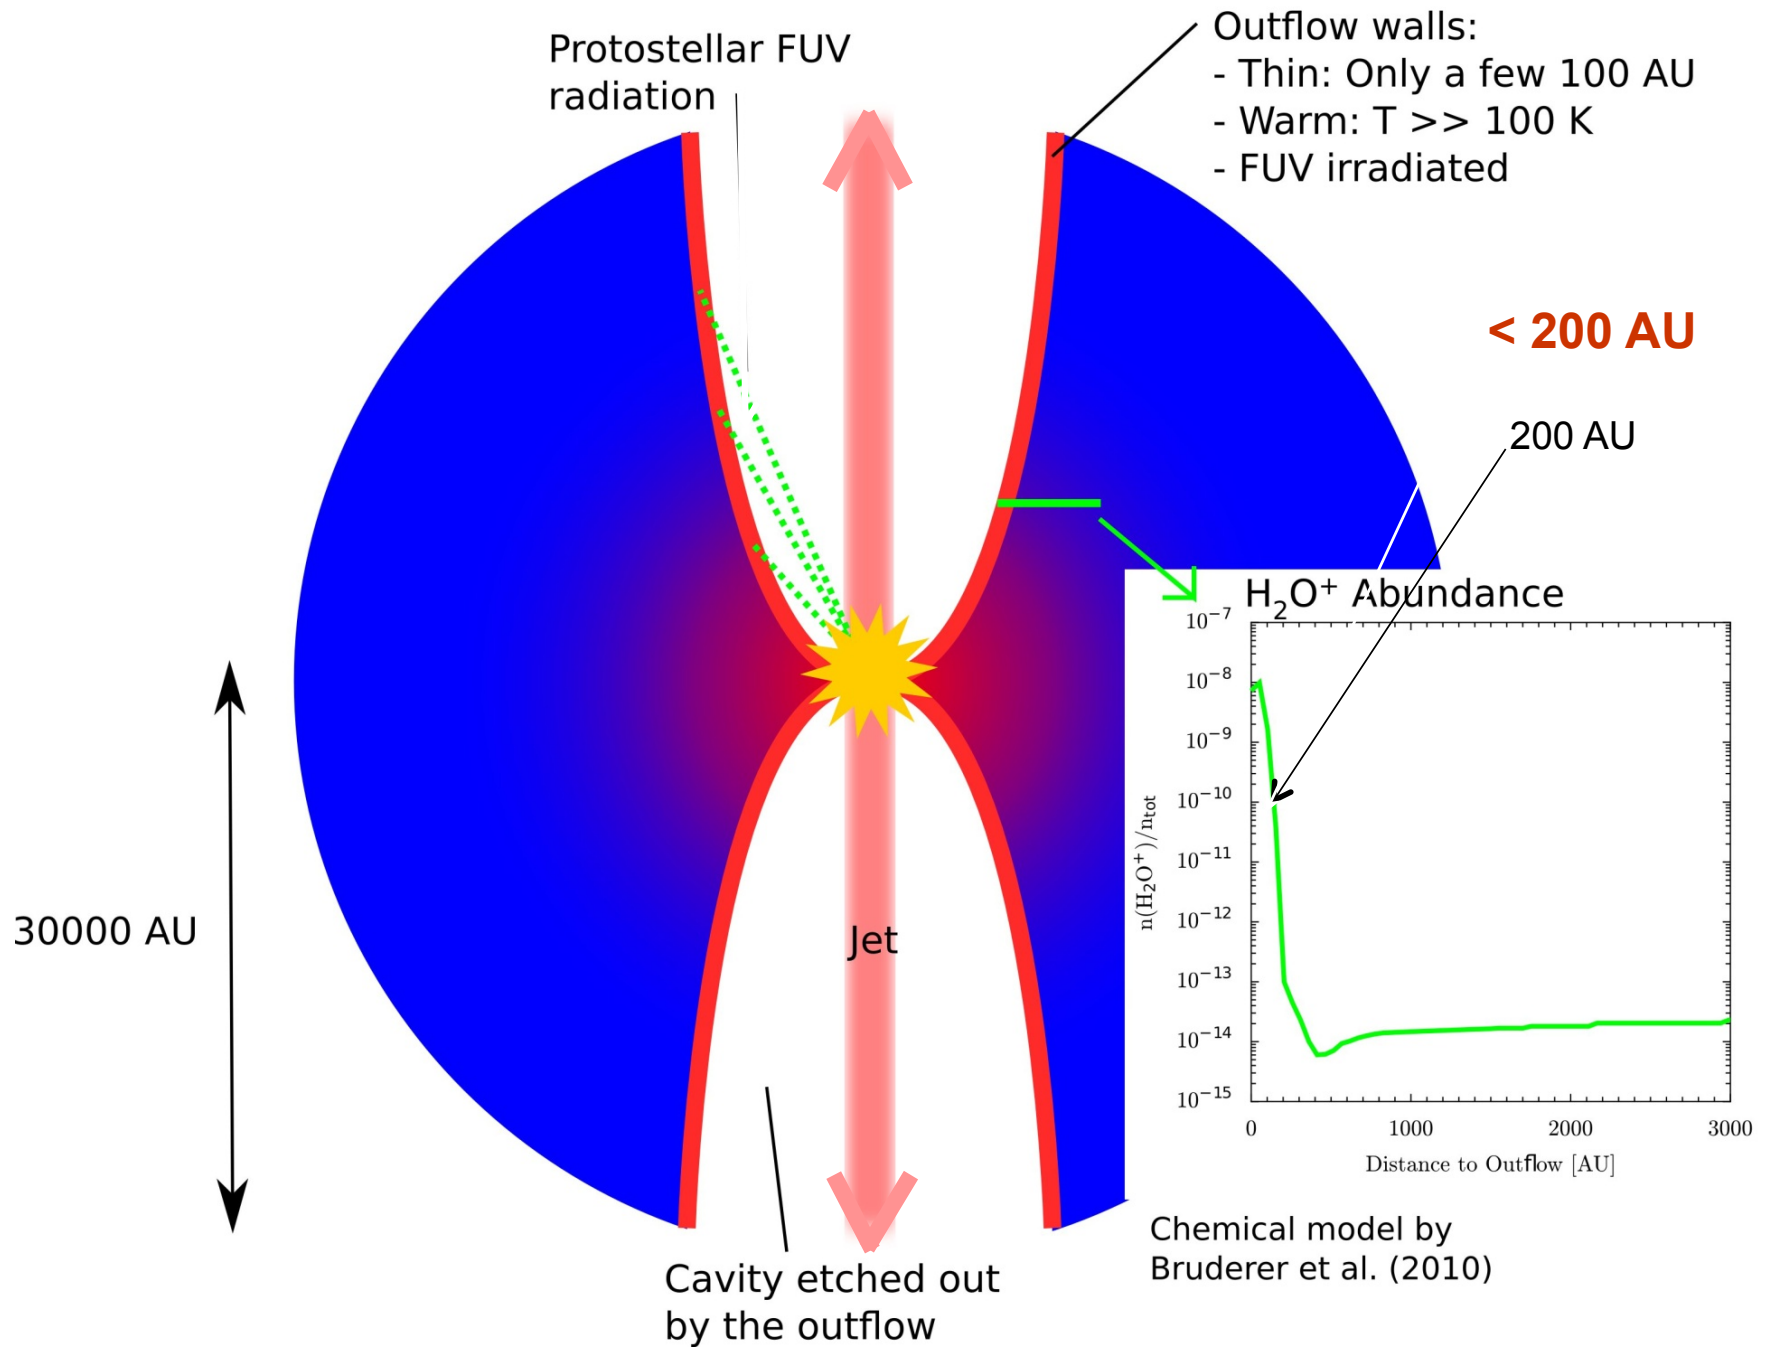 Protostellar FUV
radiation
Outflow walls:
- Thin: Only a few 100 AU
- Warm: T >> 100 K
- FUV irradiated
< 200 AU
200 AU
30000 AU
Jet
Cavity etched out
by the outflow
H₂O⁺ Abundance
n(H₂O⁺)/n_tot
10⁻⁷
10⁻⁸
10⁻⁹
10⁻¹⁰
10⁻¹¹
10⁻¹²
10⁻¹³
10⁻¹⁴
10⁻¹⁵
0 1000 2000 3000
Distance to Outflow [AU]
Chemical model by
Bruderer et al. (2010)